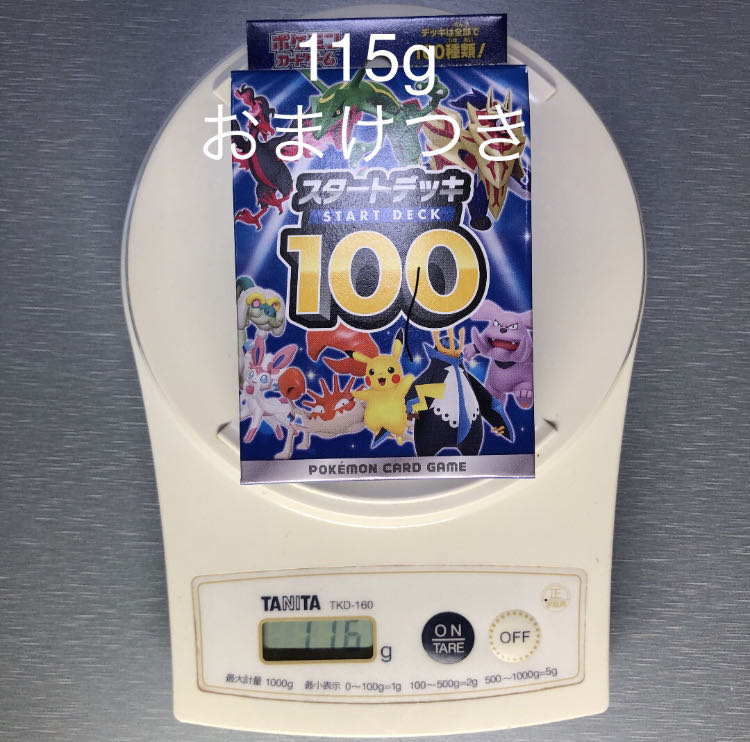 ポケモン
カードゲーム
デッキは全部で
100種類!
115g
おまけつき
スタートデッキ
START DECK
100
POKÉMON CARD GAME
TANITA TKD-160
116 g
ON
TARE
OFF
最大計量 1000g 最小表示 0~100g=1g 100~500g=2g 500~1000g=5g